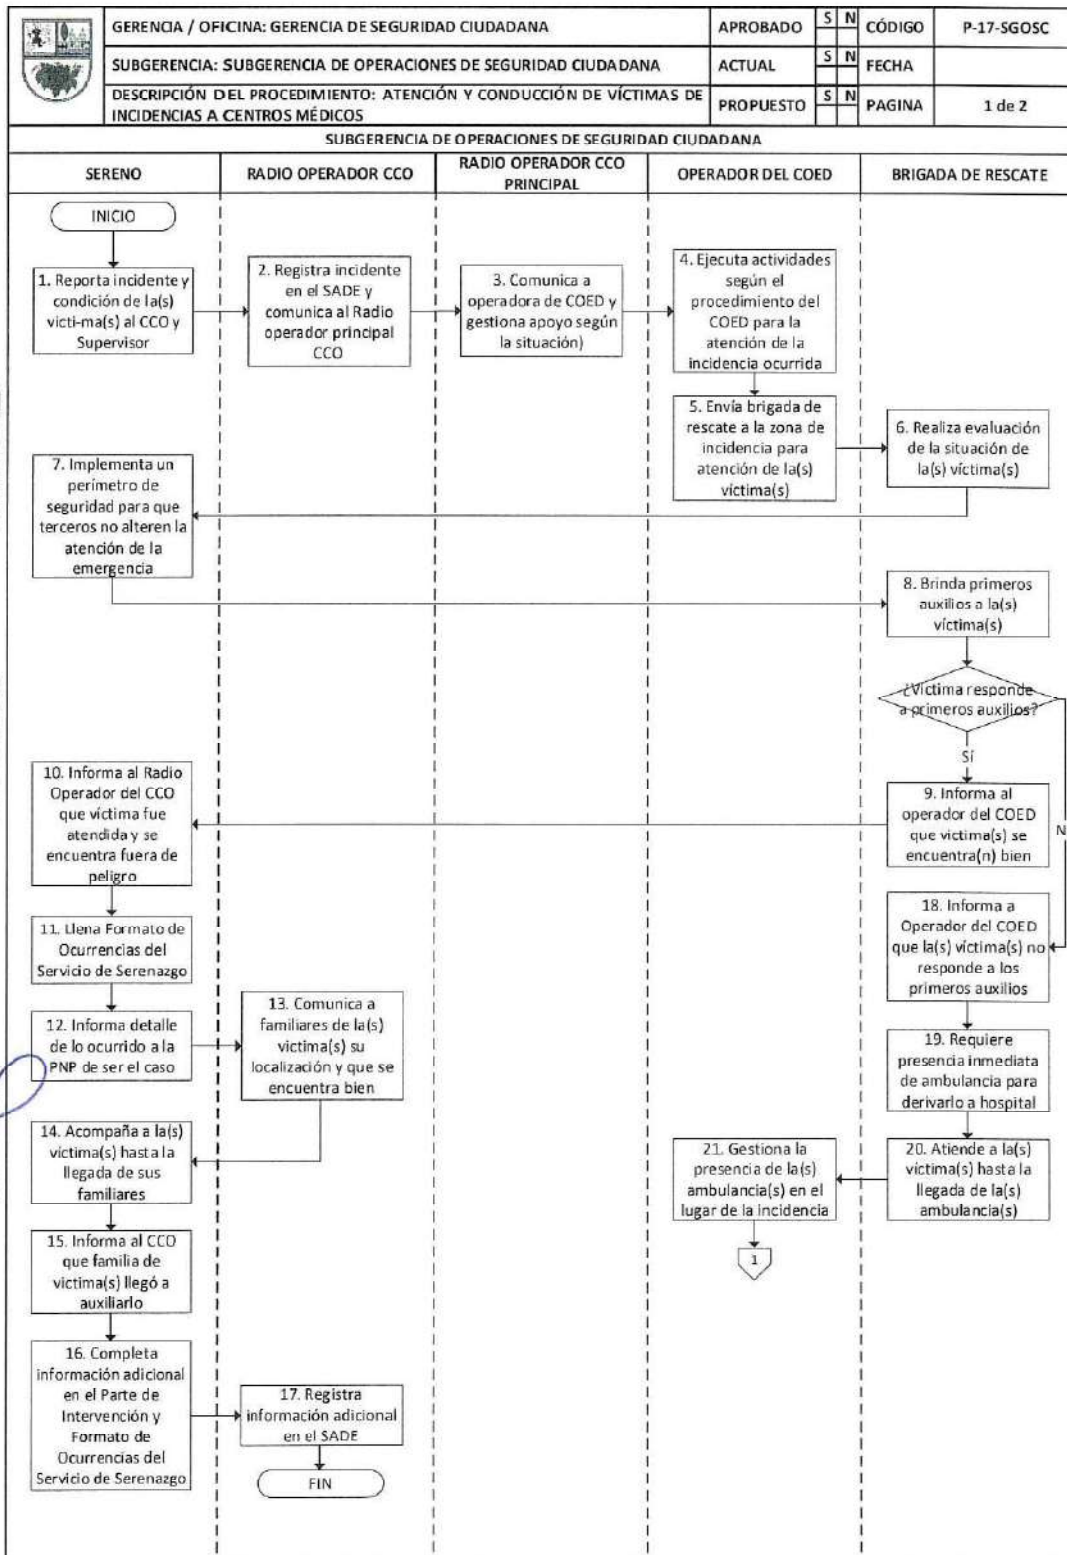 GERENCIA / OFICINA: GERENCIA DE SEGURIDAD CIUDADANA
APROBADO
S N
CÓDIGO
P-17-SGOSC
SUBGERENCIA: SUBGERENCIA DE OPERACIONES DE SEGURIDAD CIUDADANA
ACTUAL
S N
FECHA
DESCRIPCIÓN DEL PROCEDIMIENTO: ATENCIÓN Y CONDUCCIÓN DE VÍCTIMAS DE
INCIDENCIAS A CENTROS MÉDICOS
PROPUESTO
S N
PAGINA
1 de 2
SUBGERENCIA DE OPERACIONES DE SEGURIDAD CIUDADANA
SERENO
RADIO OPERADOR CCO
RADIO OPERADOR CCO
PRINCIPAL
OPERADOR DEL COED
BRIGADA DE RESCATE
INICIO
1. Reporta incidente y
condición de la(s)
victi-ma(s) al CCO y
Supervisor
2. Registra incidente
en el SADE y
comunica al Radio
operador principal
CCO
3. Comunica a
operadora de COED y
gestiona apoyo según
la situación)
4. Ejecuta actividades
según el
procedimiento del
COED para la
atención de la
incidencia ocurrida
5. Envía brigada de
rescate a la zona de
incidencia para
atención de la(s)
víctima(s)
6. Realiza evaluación
de la situación de
la(s) víctima(s)
7. Implementa un
perímetro de
seguridad para que
terceros no alteren la
atención de la
emergencia
8. Brinda primeros
auxilios a la(s)
víctima(s)
¿Víctima responde
a primeros auxilios?
Sí
N
9. Informa al
operador del COED
que victima(s) se
encuentra(n) bien
10. Informa al Radio
Operador del CCO
que víctima fue
atendida y se
encuentra fuera de
peligro
11. Llena Formato de
Ocurrencias del
Servicio de Serenazgo
12. Informa detalle
de lo ocurrido a la
PNP de ser el caso
13. Comunica a
familiares de la(s)
victima(s) su
localización y que se
encuentra bien
14. Acompaña a la(s)
victima(s) hasta la
llegada de sus
familiares
15. Informa al CCO
que familia de
victima(s) llegó a
auxiliarlo
16. Completa
información adicional
en el Parte de
Intervención y
Formato de
Ocurrencias del
Servicio de Serenazgo
17. Registra
información adicional
en el SADE
FIN
18. Informa a
Operador del COED
que la(s) víctima(s) no
responde a los
primeros auxilios
19. Requiere
presencia inmediata
de ambulancia para
derivarlo a hospital
20. Atiende a la(s)
víctima(s) hasta la
llegada de la(s)
ambulancia(s)
21. Gestiona la
presencia de la(s)
ambulancia(s) en el
lugar de la incidencia
1